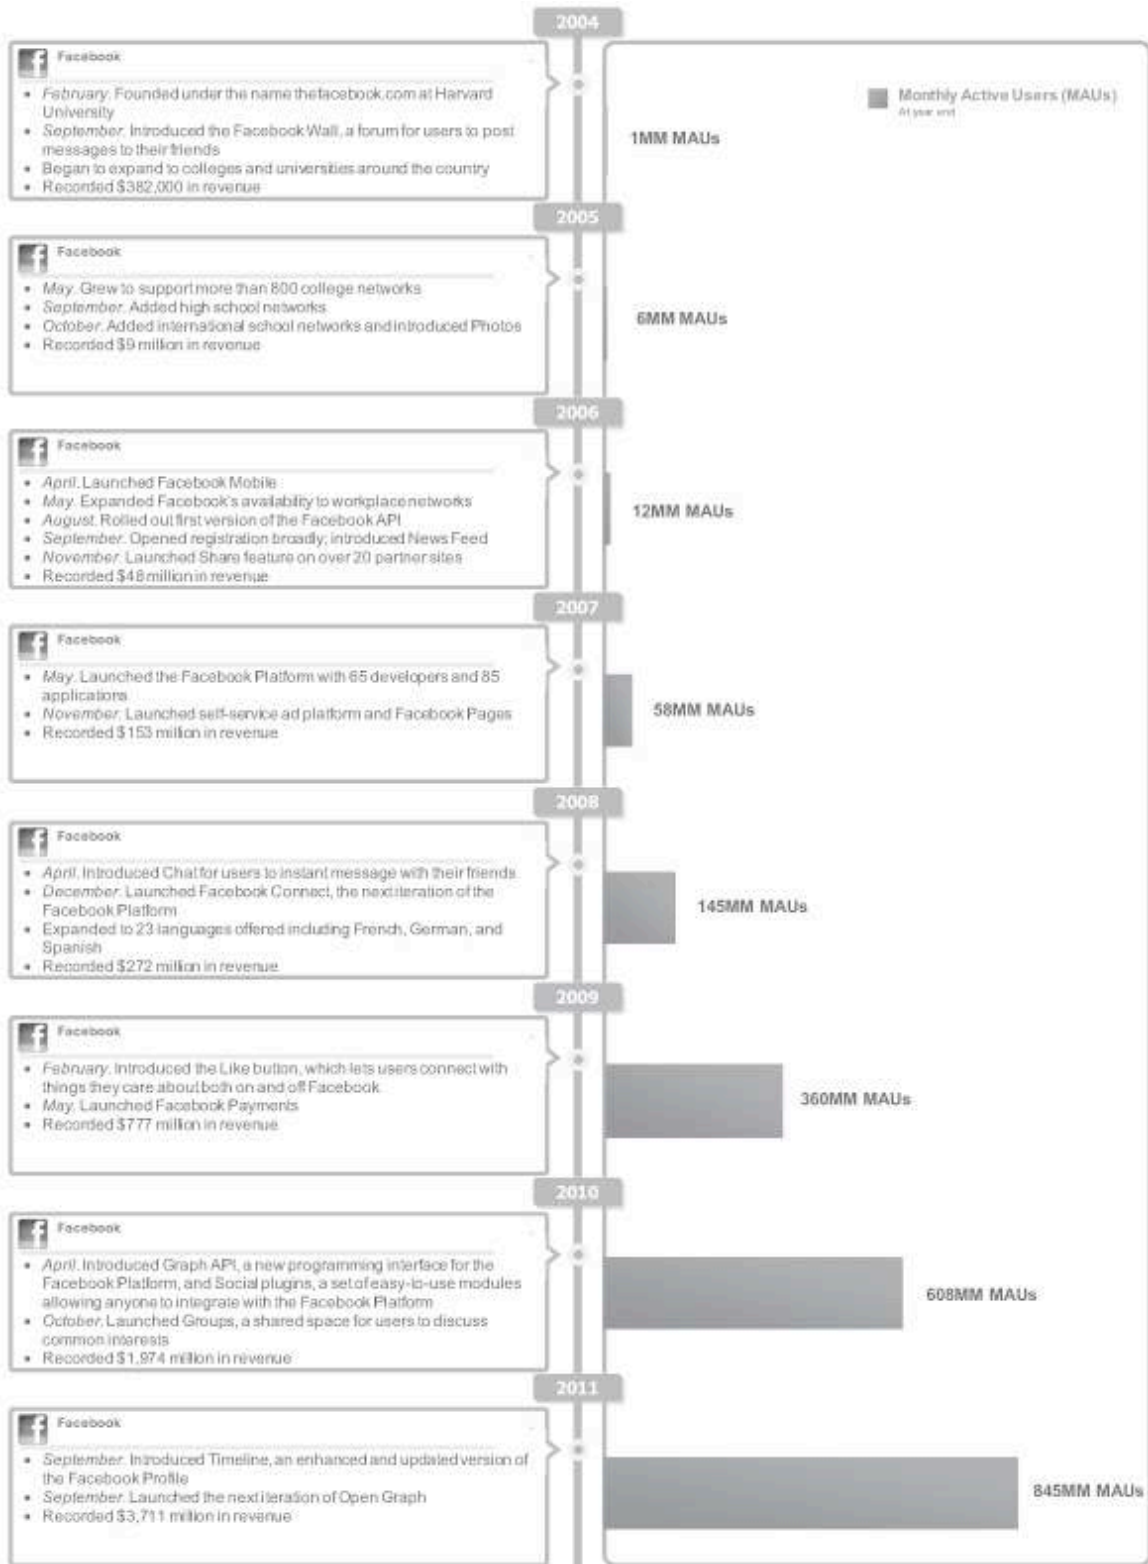 2004
Facebook
• February. Founded under the name thefacebook.com at Harvard
University
• September. Introduced the Facebook Wall, a forum for users to post
messages to their friends
• Began to expand to colleges and universities around the country
• Recorded $382,000 in revenue
Monthly Active Users (MAUs)
At year end
1MM MAUs
2005
Facebook
• May. Grew to support more than 800 college networks
• September. Added high school networks
• October. Added international school networks and introduced Photos
• Recorded $9 million in revenue
6MM MAUs
2006
Facebook
• April. Launched Facebook Mobile
• May. Expanded Facebook's availability to workplace networks
• August. Rolled out first version of the Facebook API
• September. Opened registration broadly; introduced News Feed
• November. Launched Share feature on over 20 partner sites
• Recorded $48 million in revenue
12MM MAUs
2007
Facebook
• May. Launched the Facebook Platform with 65 developers and 85
applications
• November. Launched self-service ad platform and Facebook Pages
• Recorded $153 million in revenue
58MM MAUs
2008
Facebook
• April. Introduced Chat for users to instant message with their friends
• December. Launched Facebook Connect, the next iteration of the
Facebook Platform
• Expanded to 23 languages offered including French, German, and
Spanish
• Recorded $272 million in revenue
145MM MAUs
2009
Facebook
• February. Introduced the Like button, which lets users connect with
things they care about both on and off Facebook
• May. Launched Facebook Payments
• Recorded $777 million in revenue
360MM MAUs
2010
Facebook
• April. Introduced Graph API, a new programming interface for the
Facebook Platform, and Social plugins, a set of easy-to-use modules
allowing anyone to integrate with the Facebook Platform
• October. Launched Groups, a shared space for users to discuss
common interests
• Recorded $1,974 million in revenue
608MM MAUs
2011
Facebook
• September. Introduced Timeline, an enhanced and updated version of
the Facebook Profile
• September. Launched the next iteration of Open Graph
• Recorded $3,711 million in revenue
845MM MAUs